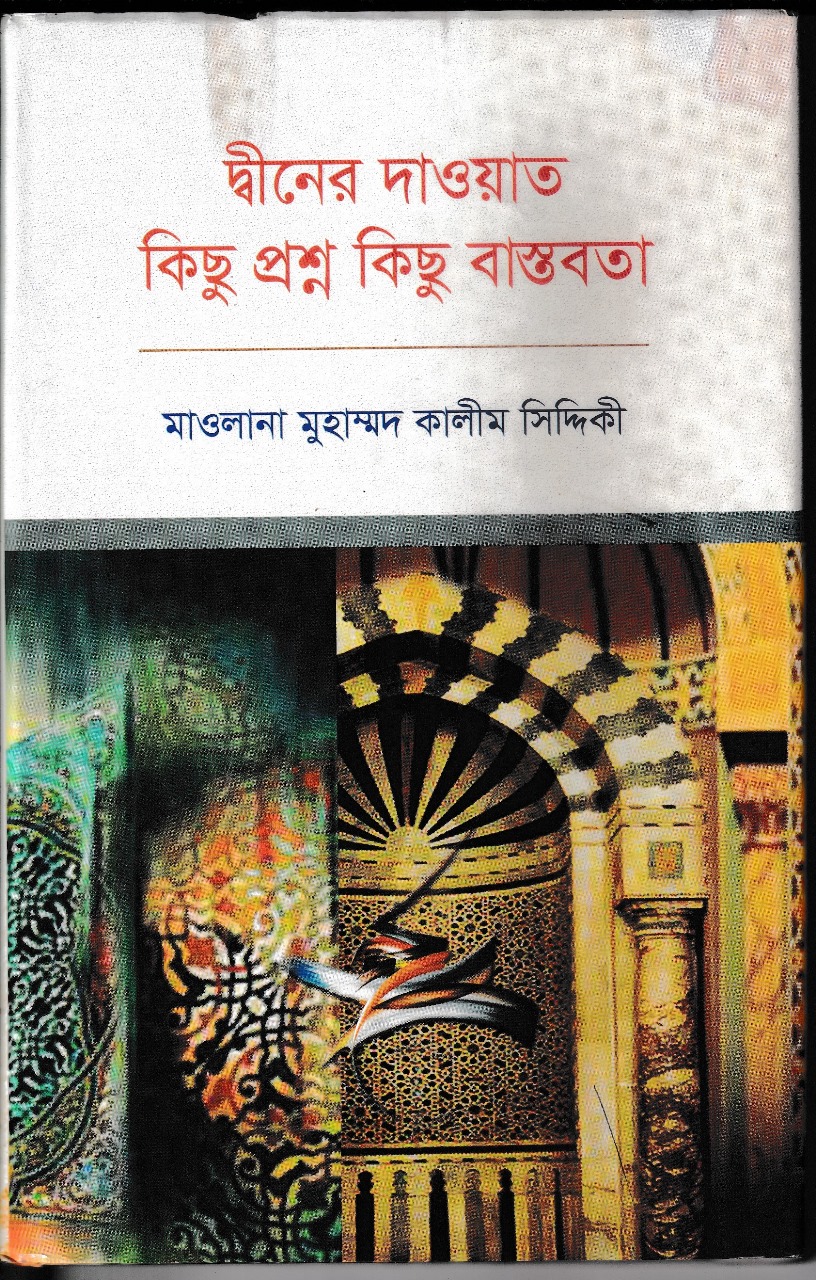 দ্বীনের দাওয়াত
কিছু প্রশ্ন কিছু বাস্তবতা
মাওলানা মুহাম্মদ কালীম সিদ্দিকী